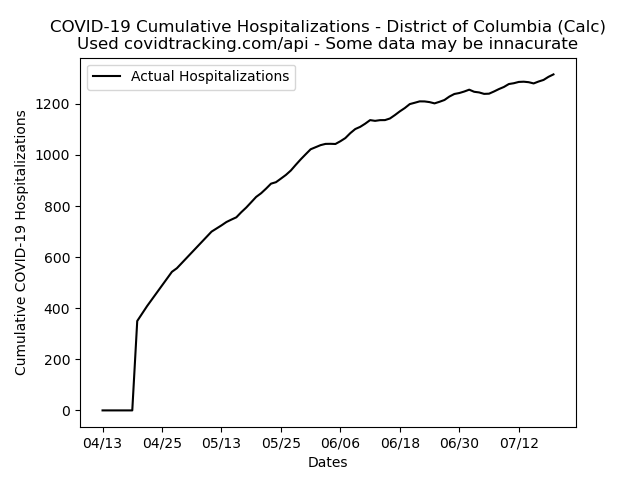 COVID-19 Cumulative Hospitalizations - District of Columbia (Calc)
Used covidtracking.com/api - Some data may be innacurate
Actual Hospitalizations
Cumulative COVID-19 Hospitalizations
1200
1000
800
600
400
200
0
04/13 04/25 05/13 05/25 06/06 06/18 06/30 07/12
Dates